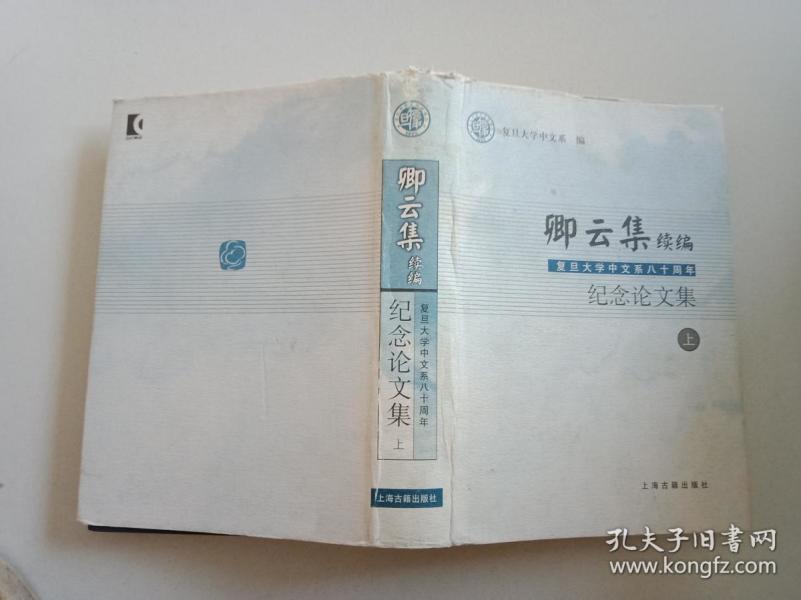 卿云集
续编
复旦大学中文系八十周年
纪念论文集
上
上海古籍出版社
复旦大学中文系 编
卿云集 续编
复旦大学中文系八十周年
纪念论文集
上
上海古籍出版社
孔夫子旧书网
www.kongfz.com